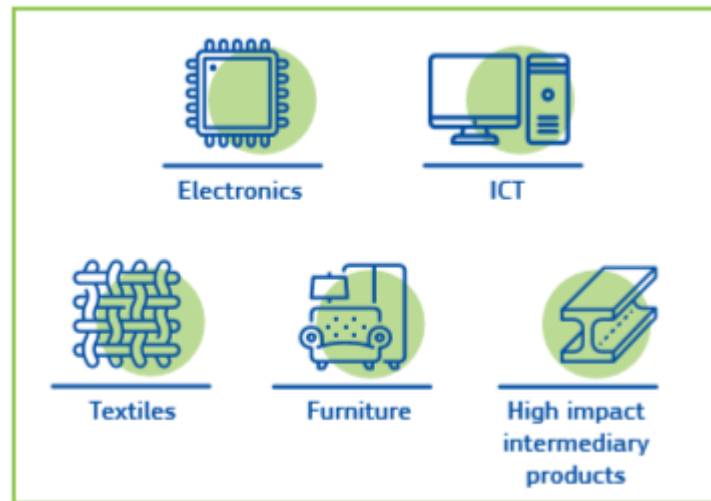 Electronics
ICT
Textiles
Furniture
High impact
intermediary
products